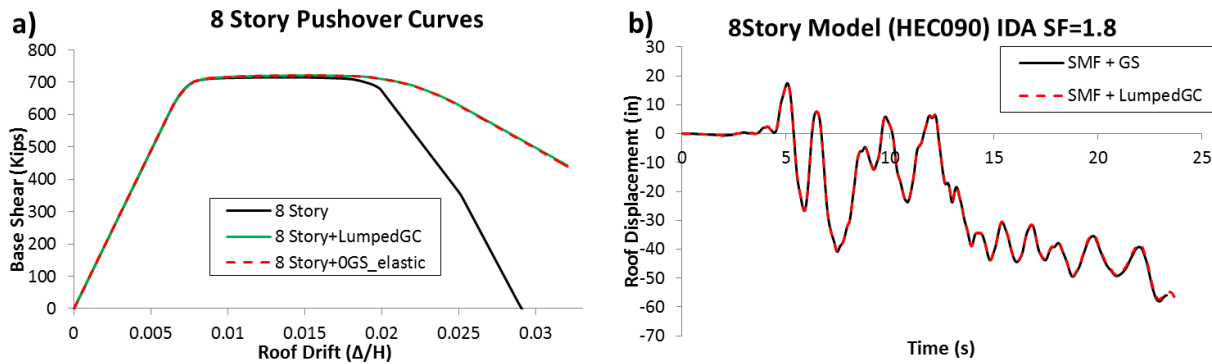 a)
8 Story Pushover Curves
800
700
600
500
400
300
200
100
0
Base Shear (Kips)
8 Story
8 Story+LumpedGC
8 Story+0GS_elastic
0 0.005 0.01 0.015 0.02 0.025 0.03
Roof Drift (Δ/H)
b)
8Story Model (HEC090) IDA SF=1.8
30
20
10
0
-10
-20
-30
-40
-50
-60
-70
Roof Displacement (in)
SMF + GS
SMF + LumpedGC
0 5 10 15 20 25
Time (s)